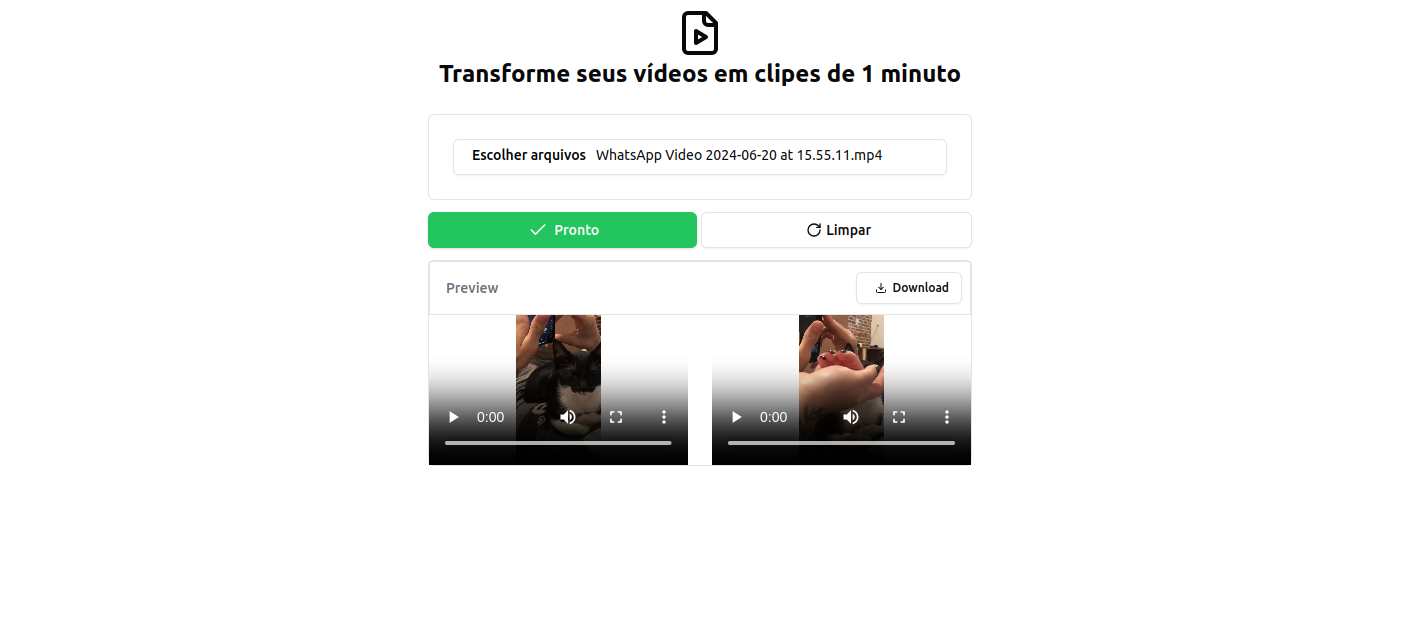 Transforme seus vídeos em clipes de 1 minuto
Escolher arquivos WhatsApp Video 2024-06-20 at 15.55.11.mp4
Pronto Limpar
Preview Download
0:00 0:00